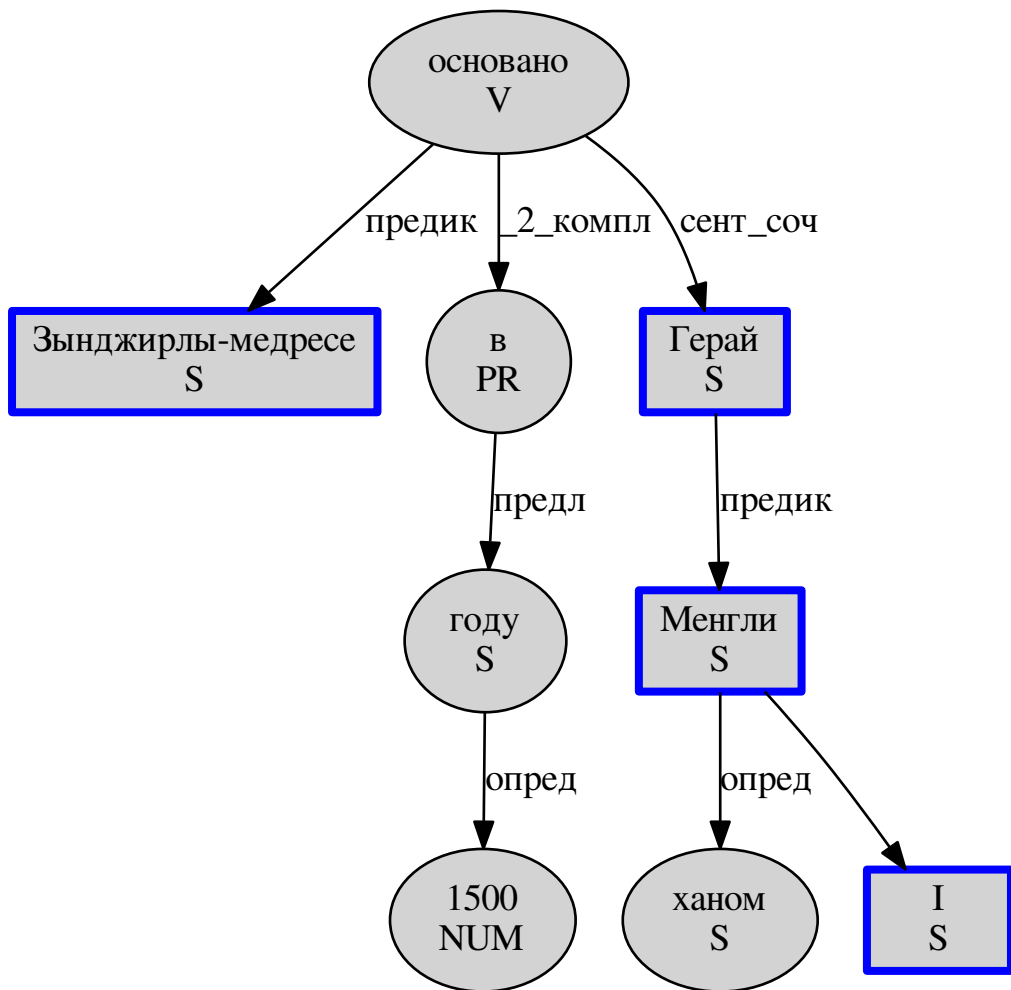 основано
V
предик
_2_компл
сент_соч
Зынджирлы-медресе
S
в
PR
Герай
S
предл
предик
году
S
Менгли
S
опред
опред
1500
NUM
ханом
S
I
S